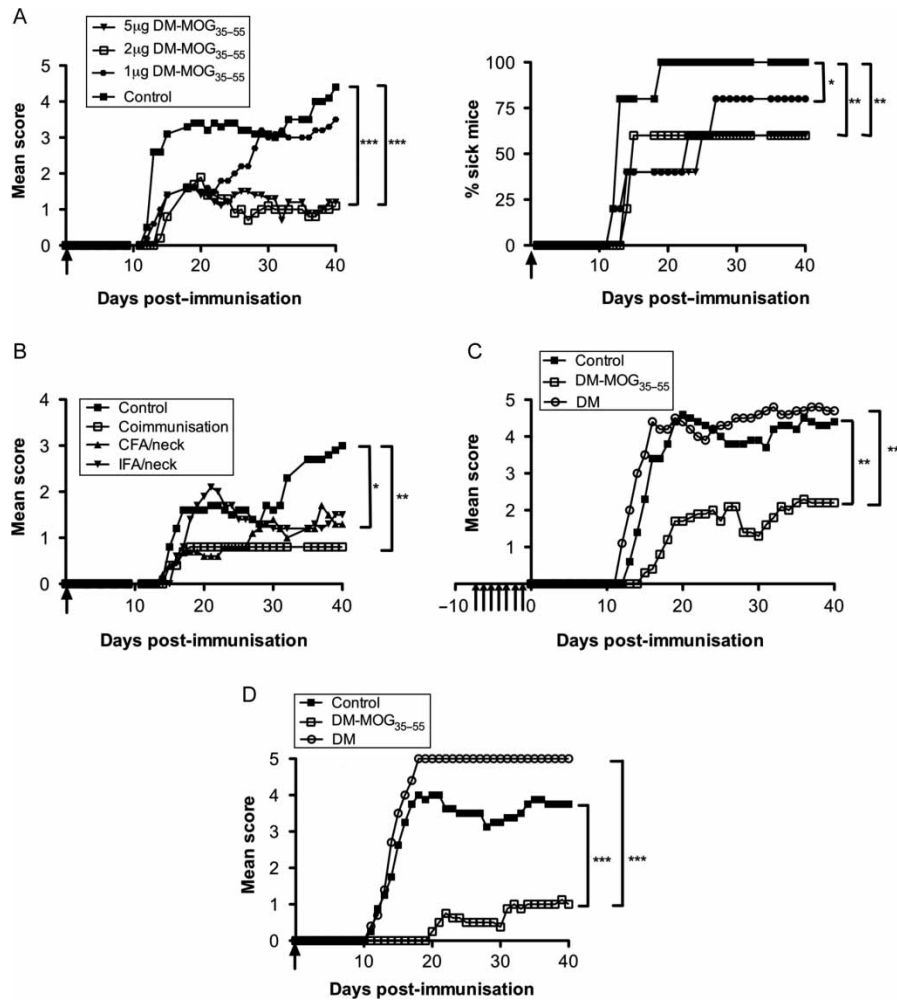 A
5μg DM-MOG35–55
2μg DM-MOG35–55
1μg DM-MOG35–55
Control
Mean score
5
4
3
2
1
0
10 20 30 40
Days post–immunisation
*** ***
% sick mice
100
75
50
25
0
10 20 30 40
Days post–immunisation
* ** **
B
Control
Coimmunisation
CFA/neck
IFA/neck
Mean score
4
3
2
1
0
10 20 30 40
Days post–immunisation
* **
C
Control
DM-MOG35–55
DM
Mean score
5
4
3
2
1
–10 0 10 20 30 40
Days post–immunisation
** **
D
Control
DM-MOG35–55
DM
Mean score
5
4
3
2
1
0
10 20 30 40
Days post–immunisation
*** ***